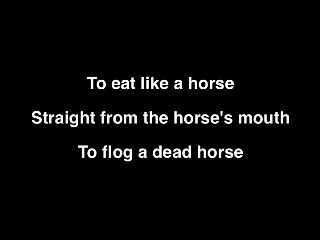 To eat like a horse
Straight from the horse's mouth
To flog a dead horse